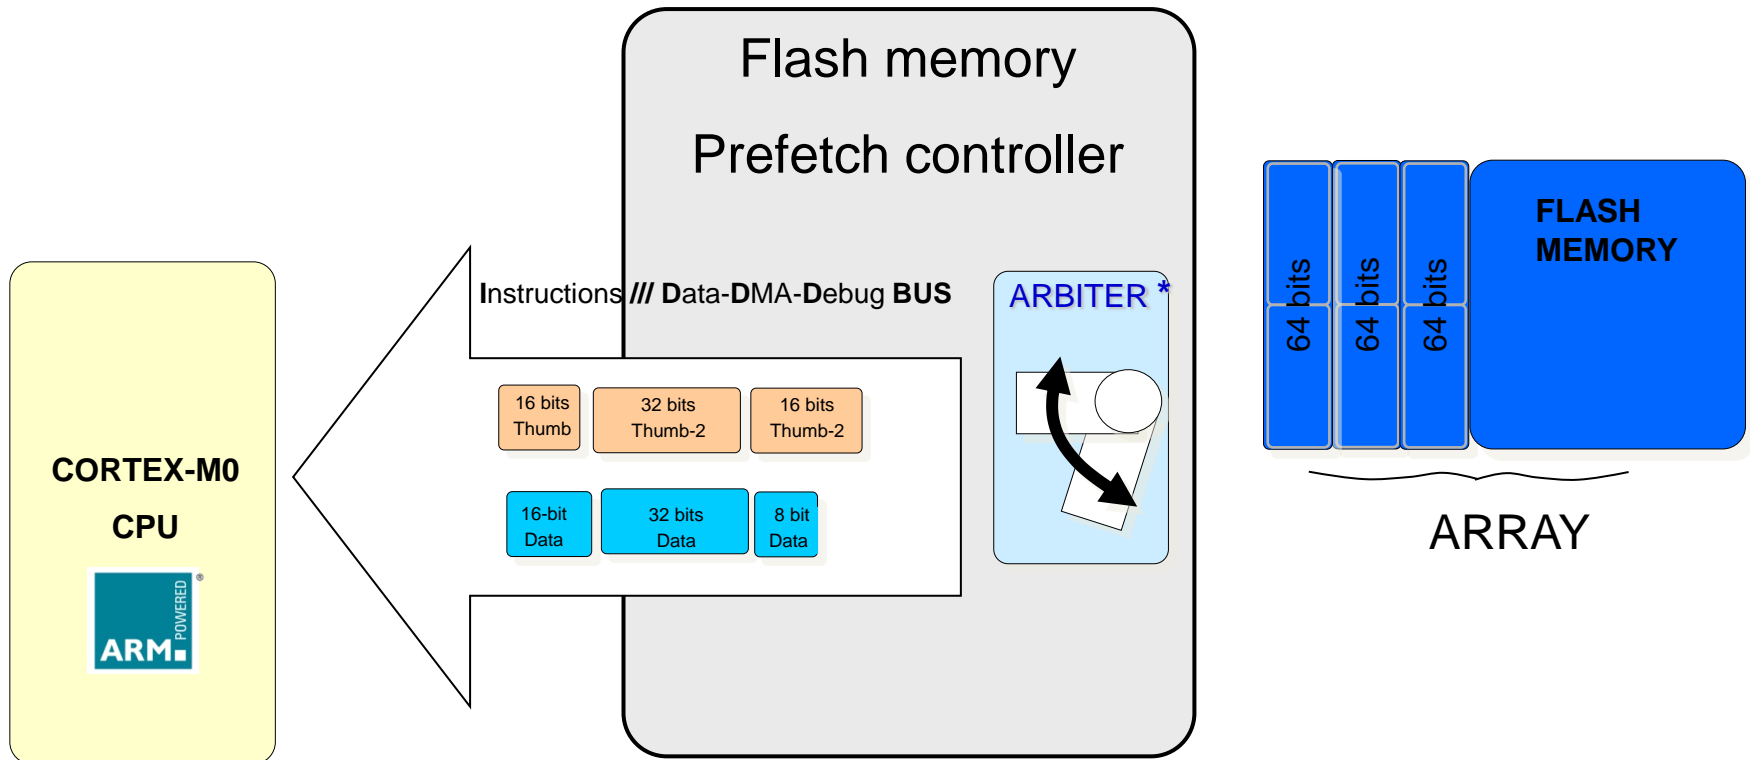 Flash memory
Prefetch controller
Instructions /// Data-DMA-Debug BUS
ARBITER *
16 bits
Thumb
32 bits
Thumb-2
16 bits
Thumb-2
16-bit
Data
32 bits
Data
8 bit
Data
CORTEX-M0
CPU
ARM POWERED ®
64 bits
64 bits
64 bits
FLASH
MEMORY
ARRAY